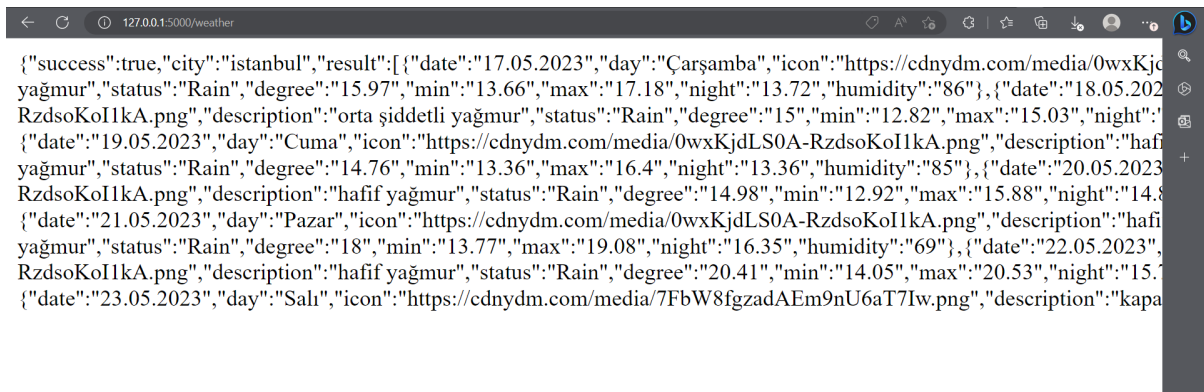 127.0.0.1:5000/weather
{"success":true,"city":"istanbul","result":[{"date":"17.05.2023","day":"Çarşamba","icon":"https://cdnydm.com/media/0wxKjd
yağmur","status":"Rain","degree":"15.97","min":"13.66","max":"17.18","night":"13.72","humidity":"86"},{"date":"18.05.202
RzdsoKoI1kA.png","description":"orta şiddetli yağmur","status":"Rain","degree":"15","min":"12.82","max":"15.03","night":"
{"date":"19.05.2023","day":"Cuma","icon":"https://cdnydm.com/media/0wxKjdLS0A-RzdsoKoI1kA.png","description":"hafi
yağmur","status":"Rain","degree":"14.76","min":"13.36","max":"16.4","night":"13.36","humidity":"85"},{"date":"20.05.2023
RzdsoKoI1kA.png","description":"hafif yağmur","status":"Rain","degree":"14.98","min":"12.92","max":"15.88","night":"14.8
{"date":"21.05.2023","day":"Pazar","icon":"https://cdnydm.com/media/0wxKjdLS0A-RzdsoKoI1kA.png","description":"hafi
yağmur","status":"Rain","degree":"18","min":"13.77","max":"19.08","night":"16.35","humidity":"69"},{"date":"22.05.2023",
RzdsoKoI1kA.png","description":"hafif yağmur","status":"Rain","degree":"20.41","min":"14.05","max":"20.53","night":"15.7
{"date":"23.05.2023","day":"Salı","icon":"https://cdnydm.com/media/7FbW8fgzadAEm9nU6aT7Iw.png","description":"kapa